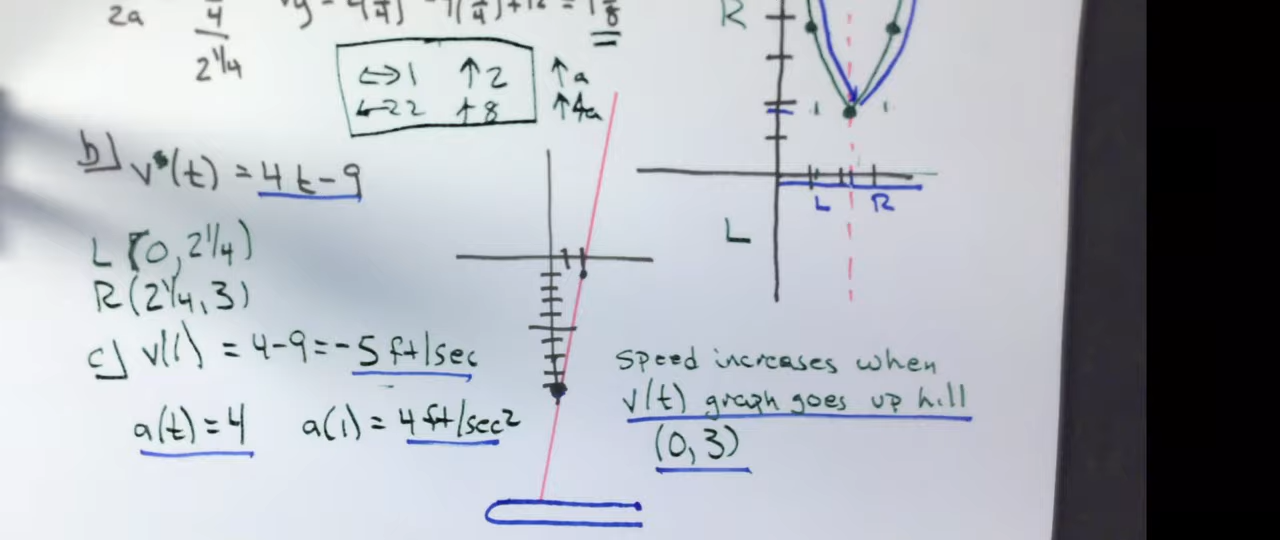 2a
4
2¼
↔1 ↑2 ↑a
↔2 ↑8 ↑4a
R
b) v(t) = 4t-9
L (0, 2¼)
R (2¼, 3)
L R
L
c) v(1) = 4-9=-5 ft/sec
a(t) = 4 a(1) = 4 ft/sec²
speed increases when
v(t) graph goes up hill
(0, 3)